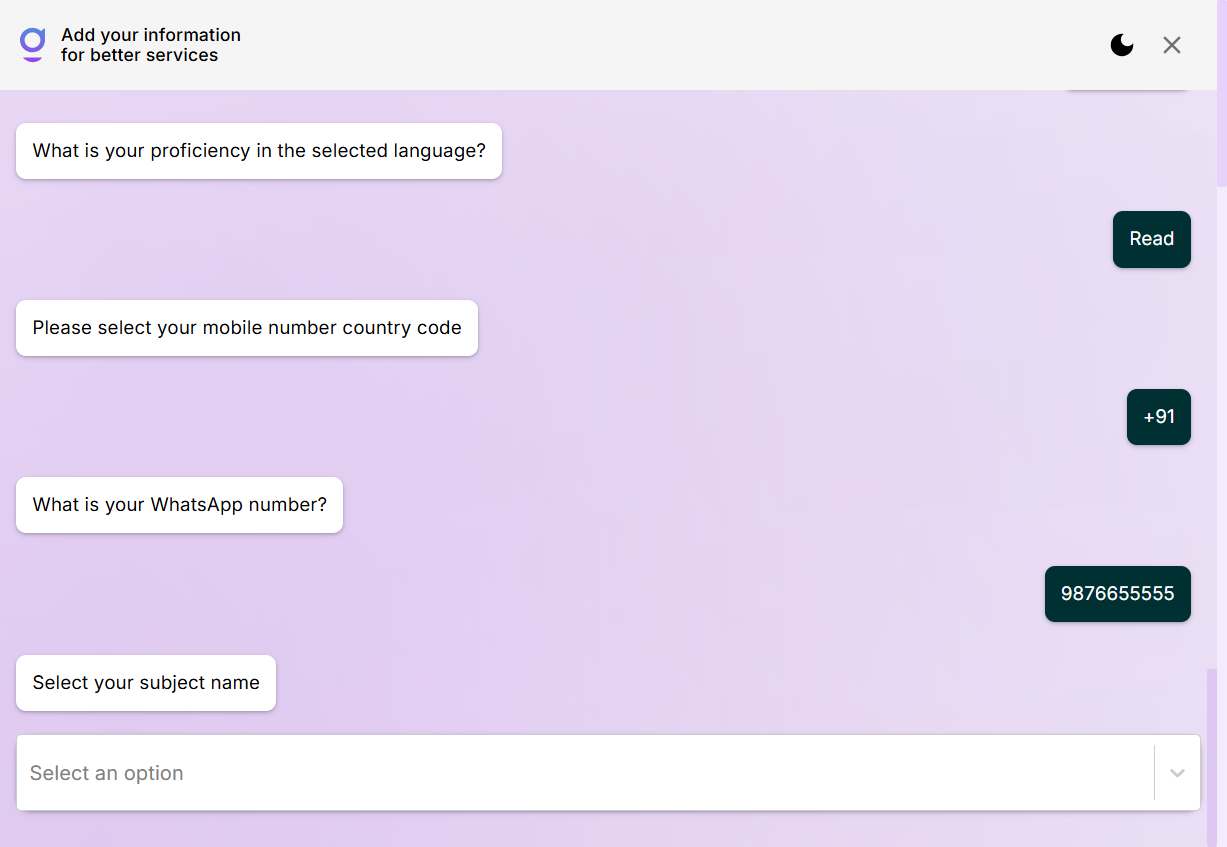 Add your information
for better services
What is your proficiency in the selected language?
Read
Please select your mobile number country code
+91
What is your WhatsApp number?
9876655555
Select your subject name
Select an option